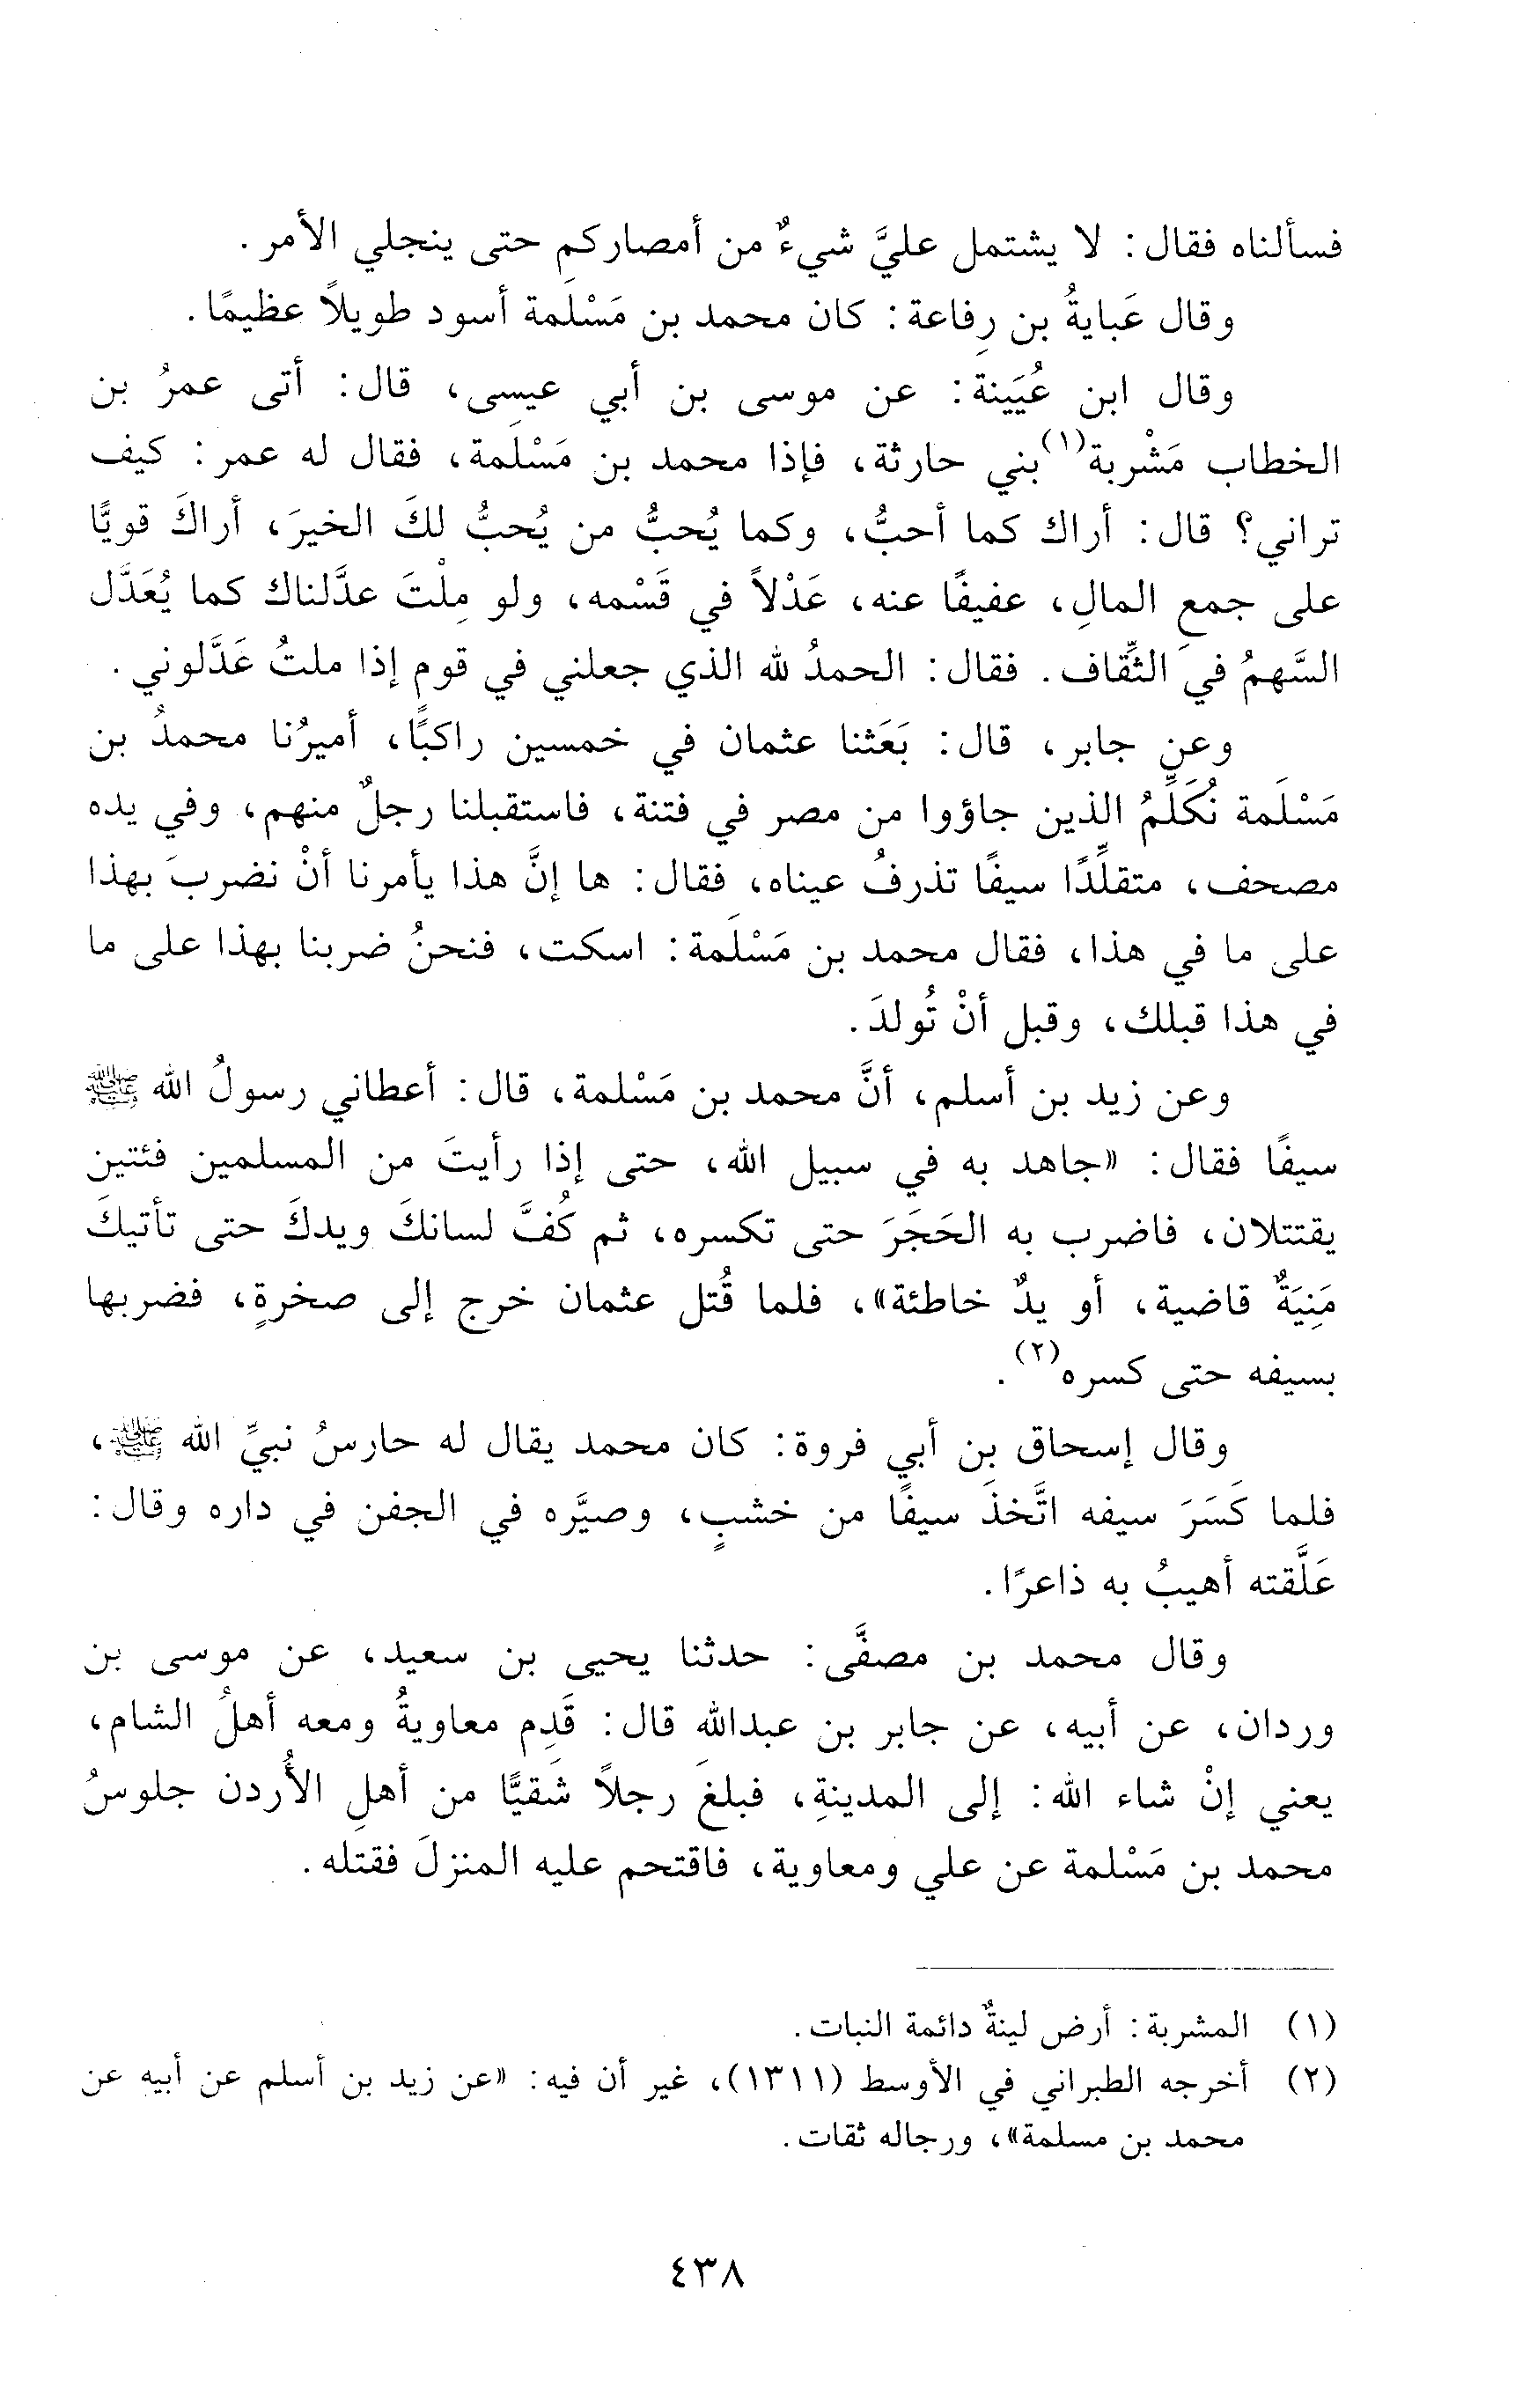 فسألناه فقال: لا يشتمل عليَّ شيءٌ من أمصاركم حتى ينجلي الأمر.
وقال عَبايةُ بن رِفاعة: كان محمد بن مَسْلَمة أسود طويلاً عظيمًا.
وقال ابن عُيَينة: عن موسى بن أبي عيسى، قال: أتى عمرُ بن
الخطاب مَشْربة(١) بني حارثة، فإذا محمد بن مَسْلَمة، فقال له عمر: كيف
تراني؟ قال: أراك كما أحبُّ، وكما يُحبُّ من يُحبُّ لكَ الخيرَ، أراكَ قويًّا
على جمعِ المالِ، عفيفًا عنه، عَدْلاً في قَسْمه، ولو مِلْتَ عدَّلناك كما يُعَدَّل
السَّهمُ في الثِّقاف. فقال: الحمدُ لله الذي جعلني في قوم إذا ملتُ عَدَّلوني.
وعن جابر، قال: بَعَثنا عثمان في خمسين راكبًا، أميرُنا محمدُ بن
مَسْلَمة نُكَلِّمُ الذين جاؤوا من مصر في فتنة، فاستقبلنا رجلٌ منهم، وفي يده
مصحف، متقلِّدًا سيفًا تذرفُ عيناه، فقال: ها إنَّ هذا يأمرنا أنْ نضربَ بهذا
على ما في هذا، فقال محمد بن مَسْلَمة: اسكت، فنحنُ ضربنا بهذا على ما
في هذا قبلك، وقبل أنْ تُولدَ.
وعن زيد بن أسلم، أنَّ محمد بن مَسْلمة، قال: أعطاني رسولُ الله ﷺ
سيفًا فقال: «جاهد به في سبيل الله، حتى إذا رأيتَ من المسلمين فئتين
يقتتلان، فاضرب به الحَجَرَ حتى تكسره، ثم كُفَّ لسانكَ ويدكَ حتى تأتيكَ
مَنِيَةٌ قاضية، أو يدٌ خاطئة»، فلما قُتل عثمان خرج إلى صخرةٍ، فضربها
بسيفه حتى كسره(٢).
وقال إسحاق بن أبي فروة: كان محمد يقال له حارسُ نبيِّ الله ﷺ،
فلما كَسَرَ سيفه اتَّخذَ سيفًا من خشبٍ، وصيَّره في الجفن في داره وقال:
عَلَّقته أهيبُ به ذاعرًا.
وقال محمد بن مصفَّى: حدثنا يحيى بن سعيد، عن موسى بن
وردان، عن أبيه، عن جابر بن عبدالله قال: قَدِم معاويةُ ومعه أهلُ الشام،
يعني إنْ شاء الله: إلى المدينةِ، فبلغَ رجلاً شَقيًّا من أهلِ الأُردن جلوسُ
محمد بن مَسْلمة عن علي ومعاوية، فاقتحم عليه المنزلَ فقتله.
(١) المشربة: أرض لينةٌ دائمة النبات.
(٢) أخرجه الطبراني في الأوسط (١٣١١)، غير أن فيه: «عن زيد بن أسلم عن أبيه عن
محمد بن مسلمة»، ورجاله ثقات.
٤٣٨